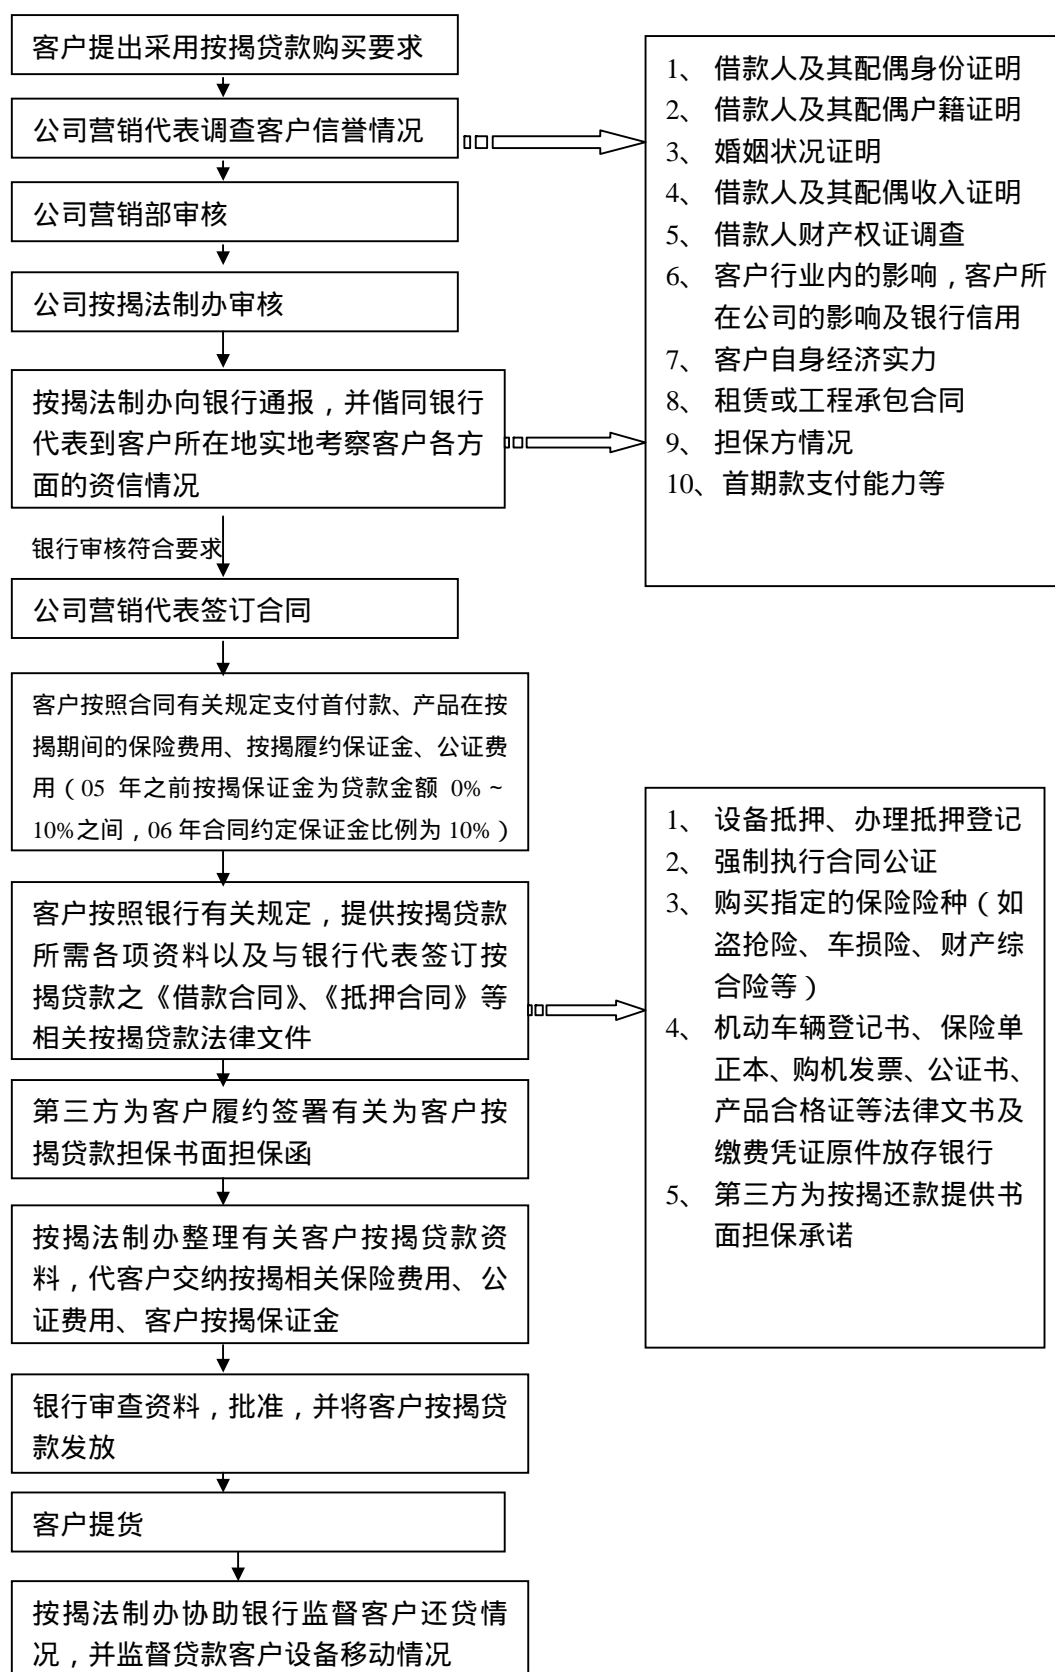 客户提出采用按揭贷款购买要求
公司营销代表调查客户信誉情况
公司营销部审核
公司按揭法制办审核
按揭法制办向银行通报，并偕同银行
代表到客户所在地实地考察客户各方
面的资信情况
银行审核符合要求
公司营销代表签订合同
客户按照合同有关规定支付首付款、产品在按
揭期间的保险费用、按揭履约保证金、公证费
用（05 年之前按揭保证金为贷款金额 0%～
10%之间，06 年合同约定保证金比例为 10%）
客户按照银行有关规定，提供按揭贷款
所需各项资料以及与银行代表签订按
揭贷款之《借款合同》、《抵押合同》等
相关按揭贷款法律文件
第三方为客户履约签署有关为客户按
揭贷款担保书面担保函
按揭法制办整理有关客户按揭贷款资
料，代客户交纳按揭相关保险费用、公
证费用、客户按揭保证金
银行审查资料，批准，并将客户按揭贷
款发放
客户提货
按揭法制办协助银行监督客户还贷情
况，并监督贷款客户设备移动情况
1、 借款人及其配偶身份证明
2、 借款人及其配偶户籍证明
3、 婚姻状况证明
4、 借款人及其配偶收入证明
5、 借款人财产权证调查
6、 客户行业内的影响，客户所
在公司的影响及银行信用
7、 客户自身经济实力
8、 租赁或工程承包合同
9、 担保方情况
10、 首期款支付能力等
1、 设备抵押、办理抵押登记
2、 强制执行合同公证
3、 购买指定的保险险种（如
盗抢险、车损险、财产综
合险等）
4、 机动车辆登记书、保险单
正本、购机发票、公证书、
产品合格证等法律文书及
缴费凭证原件放存银行
5、 第三方为按揭还款提供书
面担保承诺